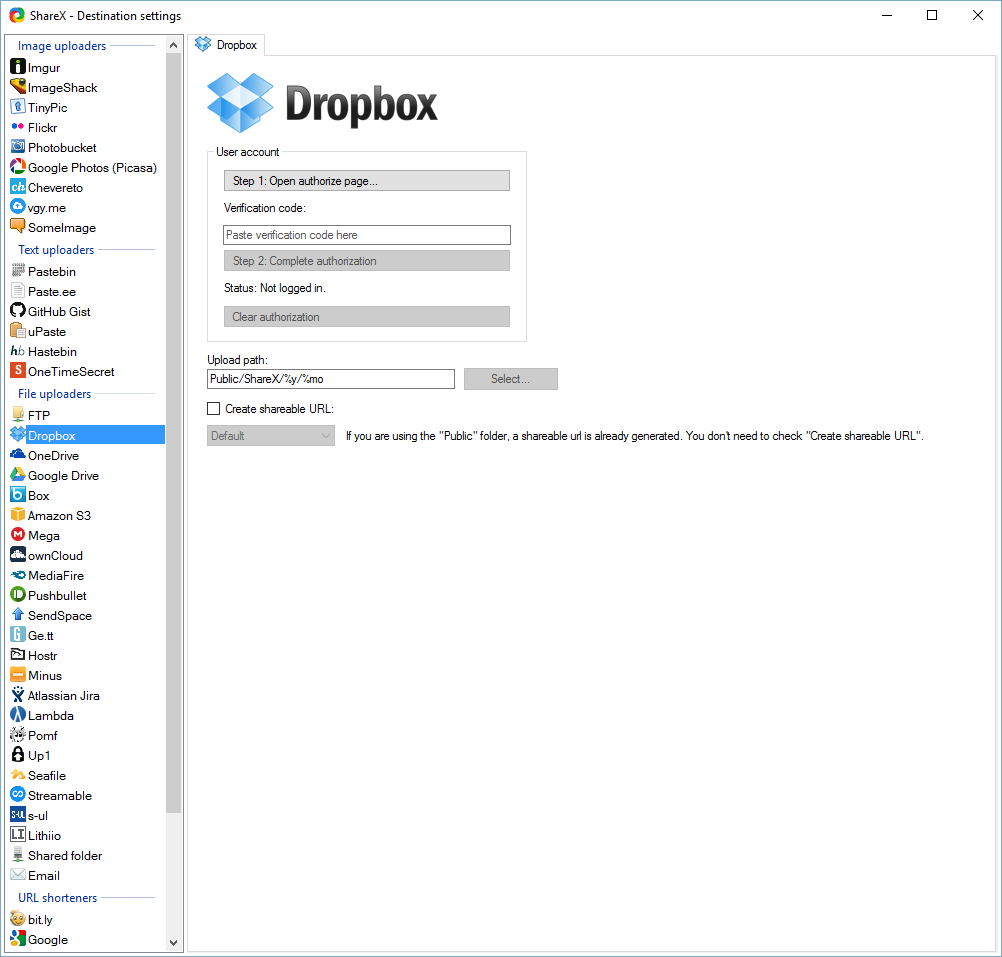 ShareX - Destination settings
Image uploaders
Imgur
ImageShack
TinyPic
Flickr
Photobucket
Google Photos (Picasa)
Chevereto
vgy.me
SomeImage
Text uploaders
Pastebin
Paste.ee
GitHub Gist
uPaste
Hastebin
OneTimeSecret
File uploaders
FTP
Dropbox
OneDrive
Google Drive
Box
Amazon S3
Mega
ownCloud
MediaFire
Pushbullet
SendSpace
Ge.tt
Hostr
Minus
Atlassian Jira
Lambda
Pomf
Up1
Seafile
Streamable
s-ul
Lithiio
Shared folder
Email
URL shorteners
bit.ly
Google
Dropbox
Dropbox
User account
Step 1: Open authorize page...
Verification code:
Paste verification code here
Step 2: Complete authorization
Status: Not logged in.
Clear authorization
Upload path:
Public/ShareX/%y/%mo
Select...
Create shareable URL:
Default
If you are using the "Public" folder, a shareable url is already generated. You don't need to check "Create shareable URL".